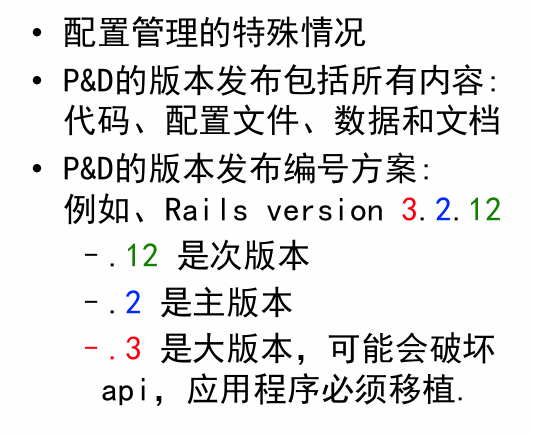 • 配置管理的特殊情况
• P&D的版本发布包括所有内容:
代码、配置文件、数据和文档
• P&D的版本发布编号方案:
例如、Rails version 3.2.12
-.12 是次版本
-.2 是主版本
-.3 是大版本，可能会破坏
api，应用程序必须移植.